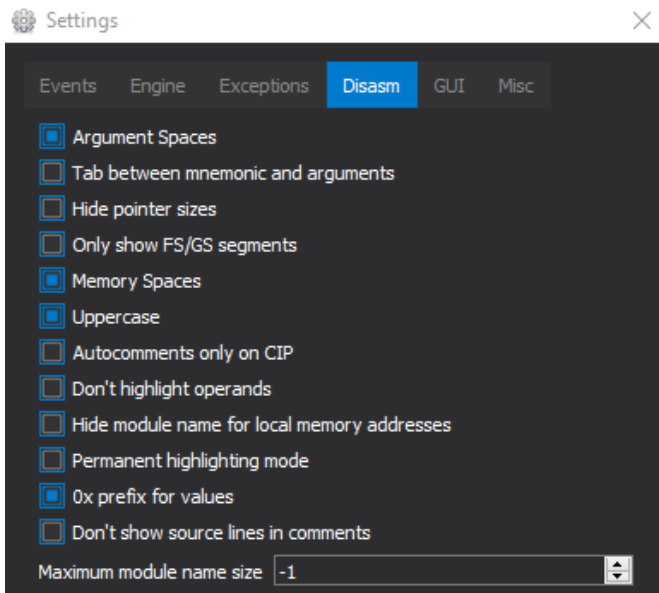 Settings
Events Engine Exceptions Disasm GUI Misc
Argument Spaces
Tab between mnemonic and arguments
Hide pointer sizes
Only show FS/GS segments
Memory Spaces
Uppercase
Autocomments only on CIP
Don't highlight operands
Hide module name for local memory addresses
Permanent highlighting mode
0x prefix for values
Don't show source lines in comments
Maximum module name size -1